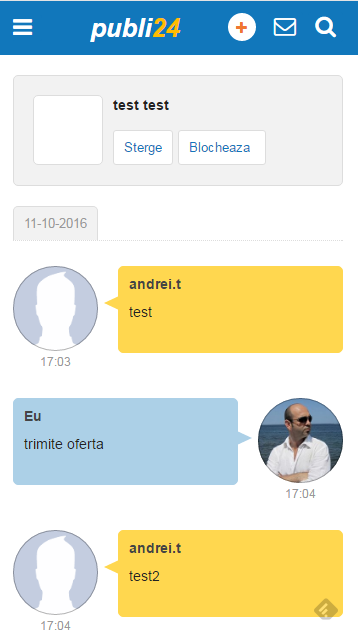 publi24
test test
Sterge
Blocheaza
11-10-2016
andrei.t
test
17:03
Eu
trimite oferta
17:04
andrei.t
test2
17:04